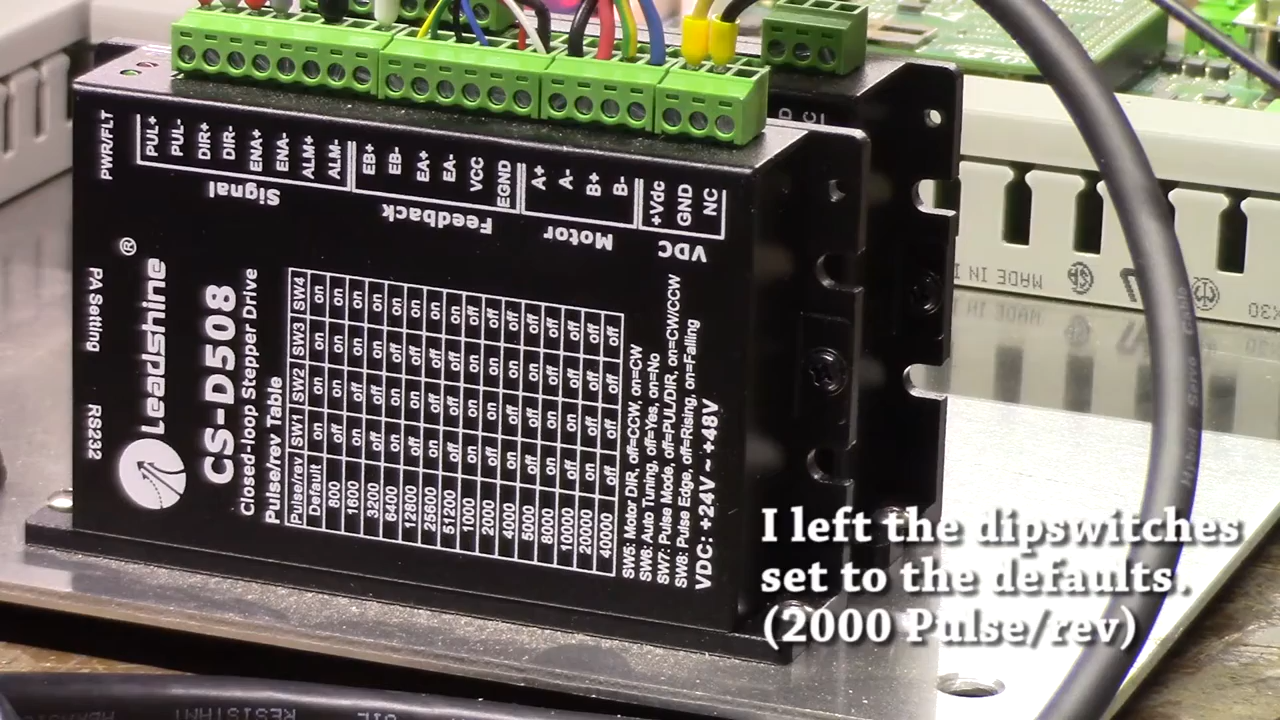 PWR/FLT
PUL+
PUL-
DIR+
DIR-
ENA+
ENA-
ALM+
ALM-
Signal
EB+
EB-
EA+
EA-
VCC
EGND
Feedback
A+
A-
B+
B-
Motor
+Vdc
GND
NC
VDC
PA Setting
RS232
Leadshine®
CS-D508
Closed-loop Stepper Drive
Pulse/rev Table
Pulse/rev SW1 SW2 SW3 SW4
Default on on on on
800 off on on on
1600 on off on on
3200 off off on on
6400 on on off on
12800 off on off on
25600 on off off on
51200 off off off on
1000 on on on off
2000 off on on off
4000 on off on off
5000 off off on off
8000 on on off off
10000 off on off off
20000 on off off off
40000 off off off off
SW5: Motor DIR, off=CCW, on=CW
SW6: Auto Tuning, off=Yes, on=No
SW7: Pulse Mode, off=PUL/DIR, on=CW/CCW
SW8: Pulse Edge, off=Rising, on=Falling
VDC: +24V ~ +48V
MADE IN
I left the dipswitches
set to the defaults.
(2000 Pulse/rev)
RESISTANT
OIL